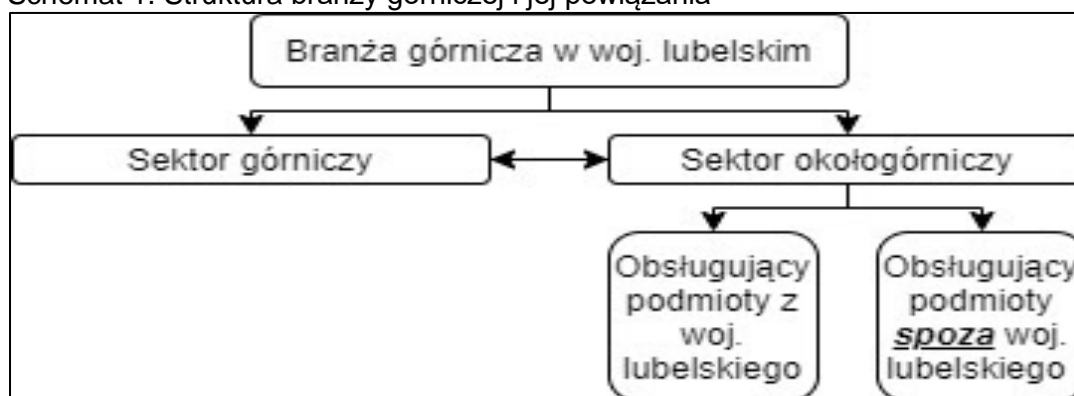 Schemat 1. Struktura branży górniczej i jej powiązania
Branża górnicza w woj. lubelskim
Sektor górniczy
Sektor okołogórniczy
Obsługujący
podmioty z
woj.
lubelskiego
Obsługujący
podmioty
spoza woj.
lubelskiego